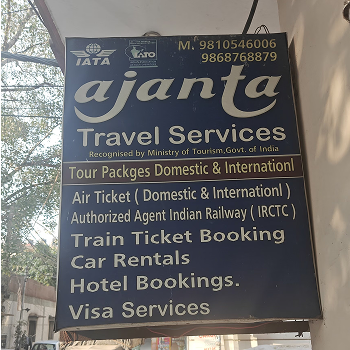 IATA
IATO
M. 9810546006
9868768879
ajanta
Travel Services
Recognised by Ministry of Tourism,Govt. of India
Tour Packges Domestic & Internationl
Air Ticket ( Domestic & Internationl )
Authorized Agent Indian Railway ( IRCTC )
Train Ticket Booking
Car Rentals
Hotel Bookings.
Visa Services